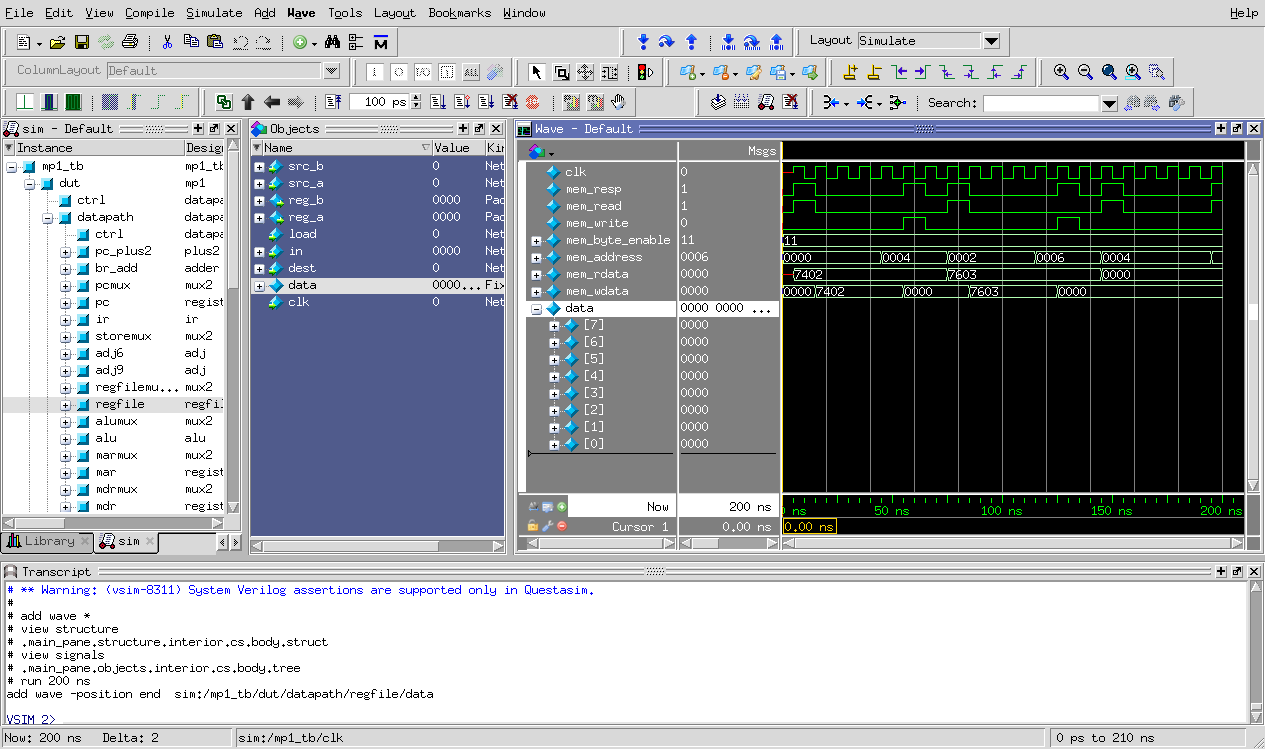 File Edit View Compile Simulate Add Wave Tools Layout Bookmarks Window Help
Layout Simulate
ColumnLayout Default
100 ps
Search:
sim - Default
Instance Desig
mp1_tb mp1_tb
dut mp1
ctrl datapa
datapath datapa
ctrl datapa
pc_plus2 plus2
br_add adder
pcmux mux2
pc regist
ir ir
storemux mux2
adj6 adj
adj9 adj
regfilemu... mux2
regfile regfil
alumux mux2
alu alu
marmux mux2
mar regist
mdrmux mux2
mdr regist
Library sim
Objects
Name Value Kin
src_b 0 Net
src_a 0 Net
reg_b 0000 Pac
reg_a 0000 Pac
load 0 Net
in 0000 Net
dest 0 Net
data 0000... Fix
clk 0 Net
Wave - Default
Msgs
clk 0
mem_resp 1
mem_read 1
mem_write 0
mem_byte_enable 11 11
mem_address 0006 0000 0004 0002 0006 0004
mem_rdata 0000 7402 7603 0000
mem_wdata 0000 0000 7402 0000 7603 0000
data 0000 0000 ...
[7] 0000
[6] 0000
[5] 0000
[4] 0000
[3] 0000
[2] 0000
[1] 0000
[0] 0000
Now 200 ns ns 50 ns 100 ns 150 ns 200 ns
Cursor 1 0.00 ns 0.00 ns
Transcript
# ** Warning: (vsim-8311) System Verilog assertions are supported only in Questasim.
#
# add wave *
# view structure
# .main_pane.structure.interior.cs.body.struct
# view signals
# .main_pane.objects.interior.cs.body.tree
# run 200 ns
add wave -position end  sim:/mp1_tb/dut/datapath/regfile/data
VSIM 2>
Now: 200 ns Delta: 2 sim:/mp1_tb/clk 0 ps to 210 ns